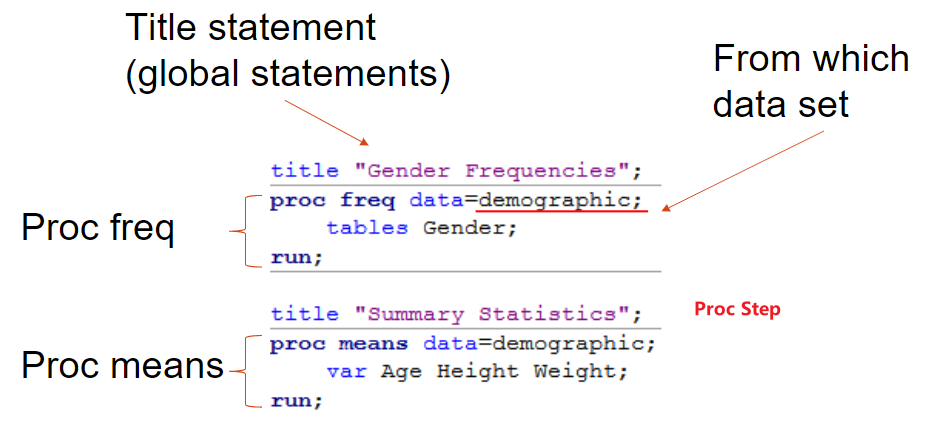 Title statement
(global statements)
From which
data set
title "Gender Frequencies";
proc freq data=demographic;
tables Gender;
run;
Proc freq
title "Summary Statistics";
Proc Step
proc means data=demographic;
var Age Height Weight;
run;
Proc means